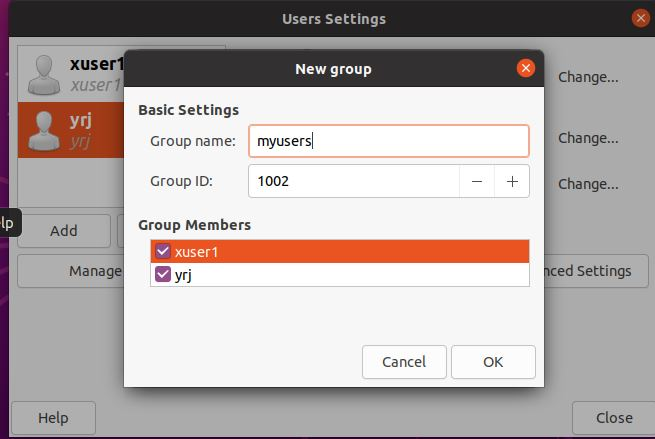 Users Settings
xuser1
xuser1
yrj
yrj
Change...
Change...
Change...
Add
Manage
Help
Close
New group
Basic Settings
Group name: myusers
Group ID: 1002
Group Members
xuser1
yrj
Cancel
OK
nced Settings
lp